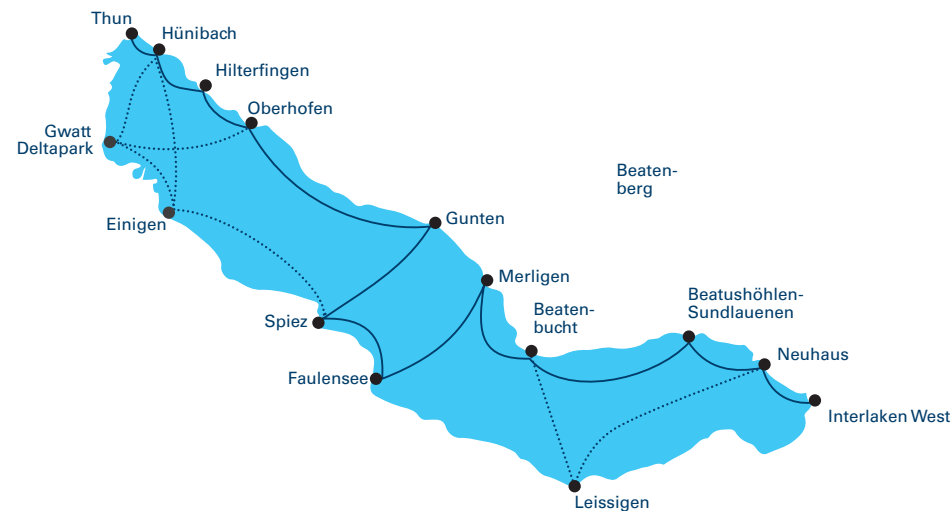 Thun
Hünibach
Hilterfingen
Oberhofen
Gwatt
Deltapark
Beaten-
berg
Einigen
Gunten
Merligen
Spiez
Beaten-
bucht
Beatushöhlen-
Sundlauenen
Neuhaus
Faulensee
Interlaken West
Leissigen